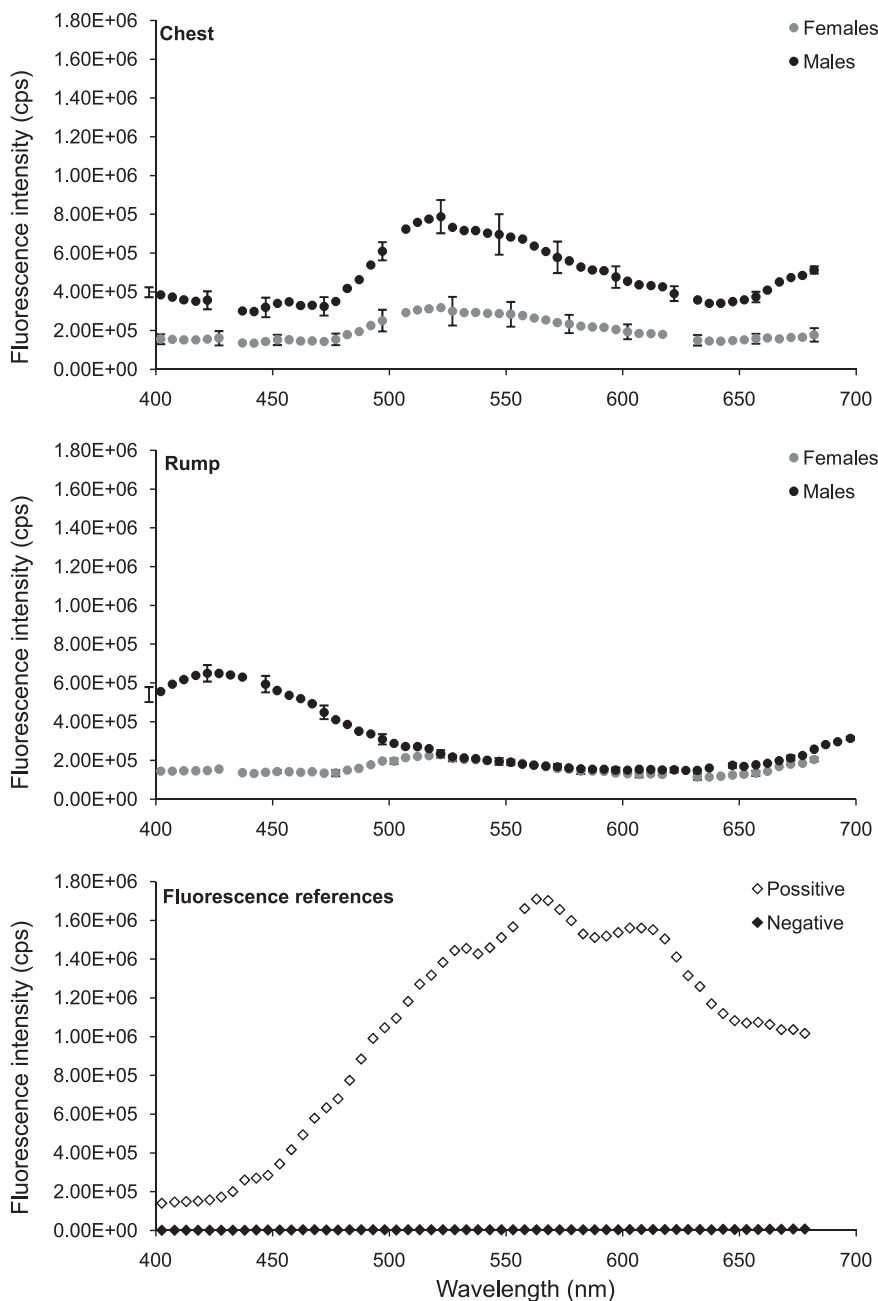 Chest
Females
Males
Fluorescence intensity (cps)
1.80E+06
1.60E+06
1.40E+06
1.20E+06
1.00E+06
8.00E+05
6.00E+05
4.00E+05
2.00E+05
0.00E+00
400 450 500 550 600 650 700
Rump
Females
Males
Fluorescence intensity (cps)
1.80E+06
1.60E+06
1.40E+06
1.20E+06
1.00E+06
8.00E+05
6.00E+05
4.00E+05
2.00E+05
0.00E+00
400 450 500 550 600 650 700
Fluorescence references
Possitive
Negative
Fluorescence intensity (cps)
1.80E+06
1.60E+06
1.40E+06
1.20E+06
1.00E+06
8.00E+05
6.00E+05
4.00E+05
2.00E+05
0.00E+00
400 450 500 550 600 650 700
Wavelength (nm)